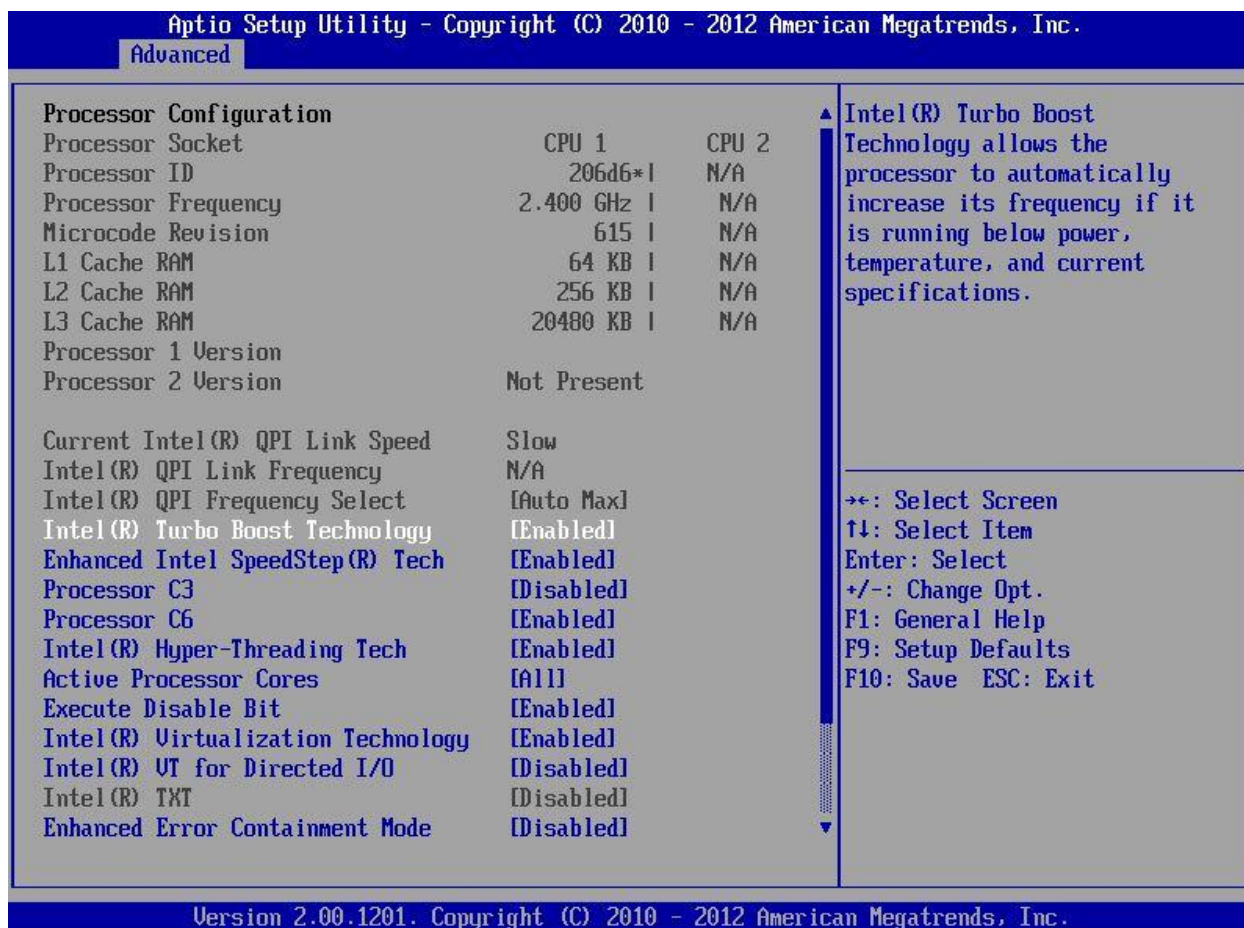 Aptio Setup Utility - Copyright (C) 2010 - 2012 American Megatrends, Inc.
Advanced
Processor Configuration
Processor Socket CPU 1 CPU 2
Processor ID 206d6*| N/A
Processor Frequency 2.400 GHz | N/A
Microcode Revision 615 | N/A
L1 Cache RAM 64 KB | N/A
L2 Cache RAM 256 KB | N/A
L3 Cache RAM 20480 KB | N/A
Processor 1 Version
Processor 2 Version Not Present
Current Intel(R) QPI Link Speed Slow
Intel(R) QPI Link Frequency N/A
Intel(R) QPI Frequency Select [Auto Max]
Intel(R) Turbo Boost Technology [Enabled]
Enhanced Intel SpeedStep(R) Tech [Enabled]
Processor C3 [Disabled]
Processor C6 [Enabled]
Intel(R) Hyper-Threading Tech [Enabled]
Active Processor Cores [All]
Execute Disable Bit [Enabled]
Intel(R) Virtualization Technology [Enabled]
Intel(R) VT for Directed I/O [Disabled]
Intel(R) TXT [Disabled]
Enhanced Error Containment Mode [Disabled]
Intel(R) Turbo Boost
Technology allows the
processor to automatically
increase its frequency if it
is running below power,
temperature, and current
specifications.
→←: Select Screen
↑↓: Select Item
Enter: Select
+/-: Change Opt.
F1: General Help
F9: Setup Defaults
F10: Save ESC: Exit
Version 2.00.1201. Copyright (C) 2010 - 2012 American Megatrends, Inc.